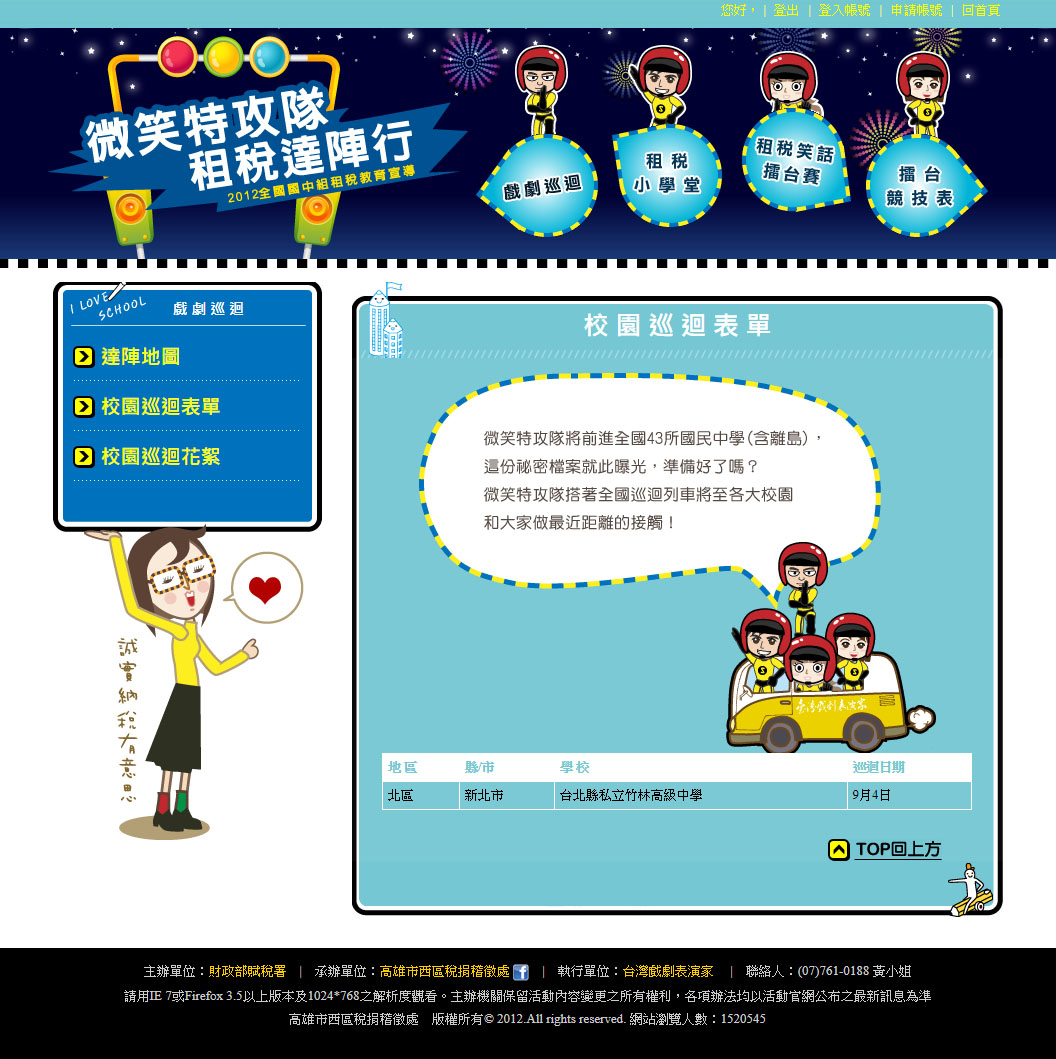 您好， | 登出 | 登入帳號 | 申請帳號 | 回首頁
微笑特攻隊
租稅達陣行
2012全國國中組租稅教育宣導
戲劇巡迴
租稅
小學堂
租稅笑話
擂台賽
擂台
競技表
I LOVE
SCHOOL
戲劇巡迴
達陣地圖
校園巡迴表單
校園巡迴花絮
誠實納稅大有意思
校園巡迴表單
微笑特攻隊將前進全國43所國民中學(含離島)，
這份祕密檔案就此曝光，準備好了嗎？
微笑特攻隊搭著全國巡迴列車將至各大校園
和大家做最近距離的接觸！
台灣戲劇表演家
地區 縣/市 學校 巡迴日期
北區 新北市 台北縣私立竹林高級中學 9月4日
TOP回上方
主辦單位：財政部賦稅署 | 承辦單位：高雄市西區稅捐稽徵處 f | 執行單位：台灣戲劇表演家 | 聯絡人：(07)761-0188 黃小姐
請用IE 7或Firefox 3.5以上版本及1024*768之解析度觀看。主辦機關保留活動內容變更之所有權利，各項辦法均以活動官網公布之最新訊息為準
高雄市西區稅捐稽徵處 版權所有© 2012.All rights reserved. 網站瀏覽人數：1520545